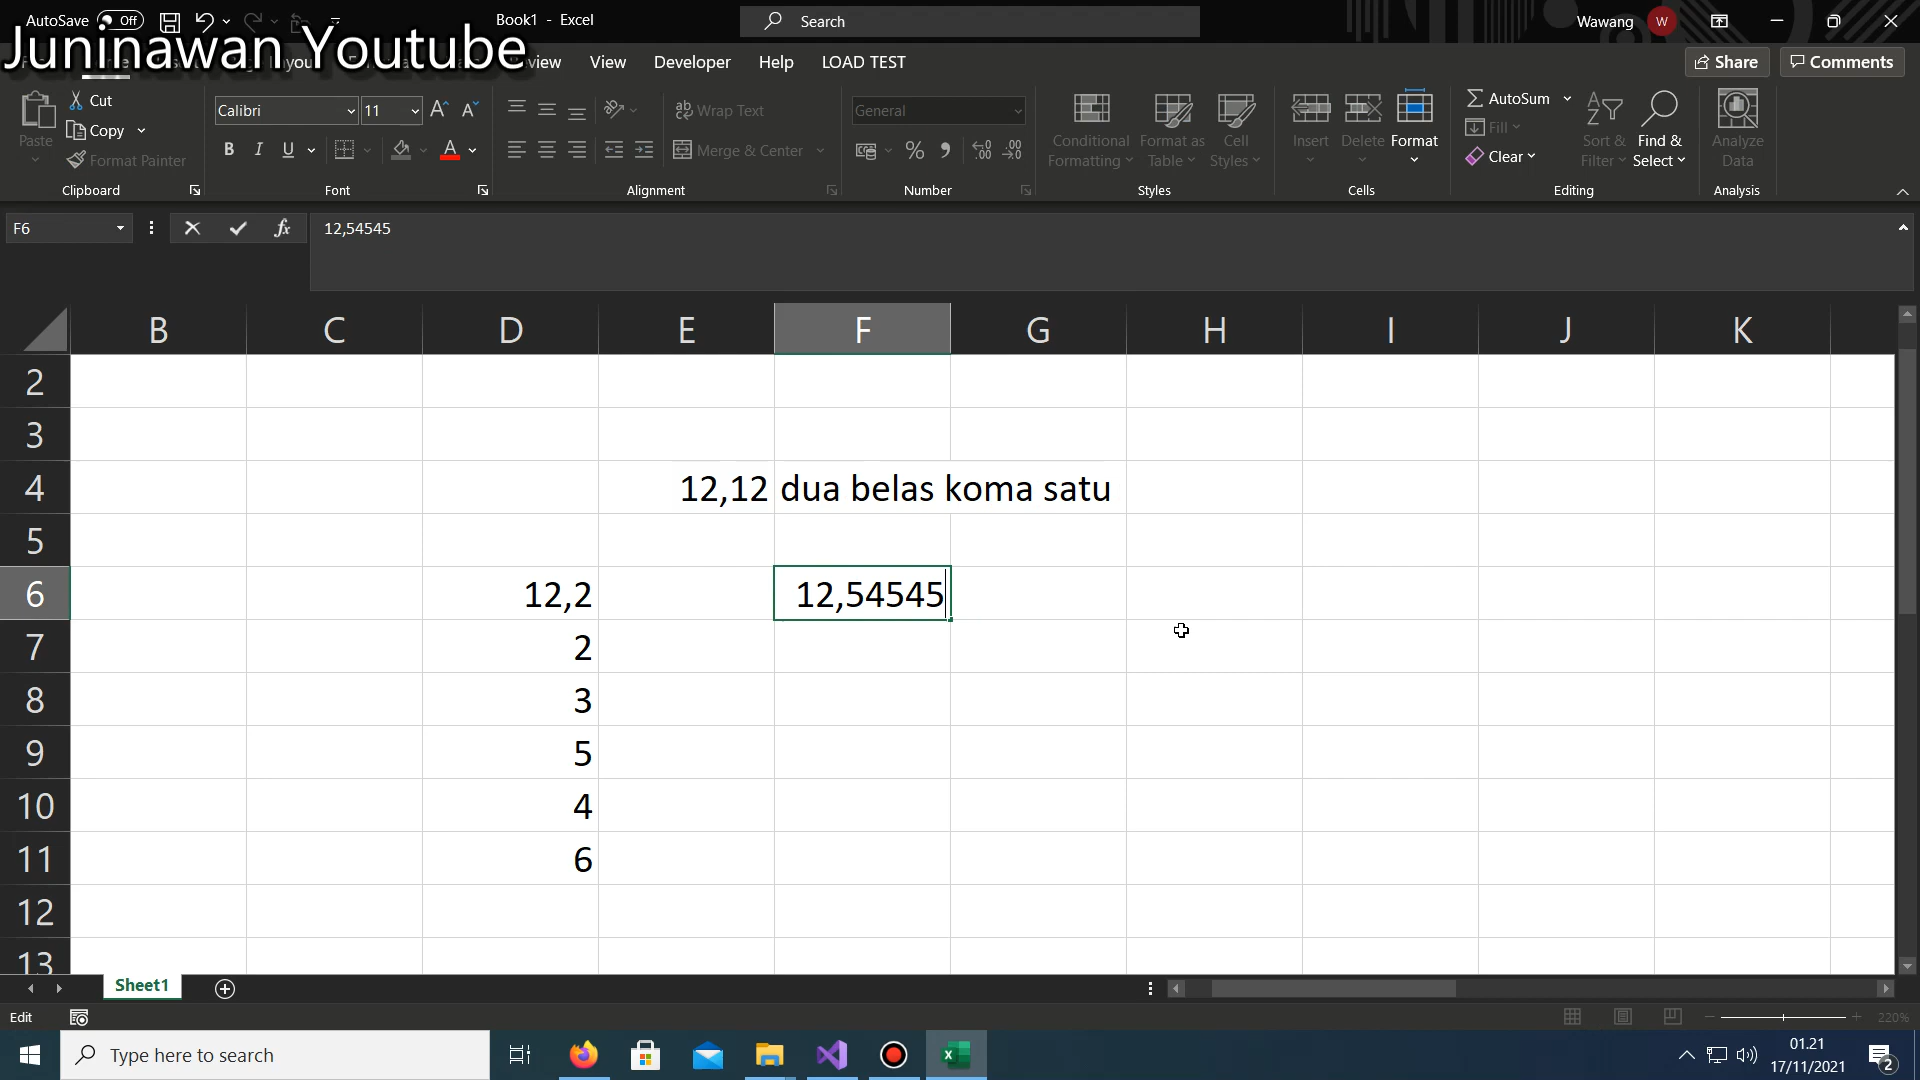 AutoSave Off Book1 - Excel Search Wawang W
Juninawan Youtube
View Developer Help LOAD TEST Share Comments
Paste
Cut
Copy
Format Painter
Clipboard
Calibri 11
B I U A
Font
Wrap Text
Merge & Center
Alignment
General
% 9
Number
Conditional Formatting
Format as Table
Cell Styles
Styles
Insert
Delete
Format
Cells
AutoSum
Fill
Clear
Sort & Filter
Find & Select
Editing
Analyze Data
Analysis
F6 fx 12,54545
B C D E F G H I J K
2
3
4 12,12 dua belas koma satu
5
6 12,2 12,54545
7 2
8 3
9 5
10 4
11 6
12
13
Sheet1
Edit 220%
Type here to search 01.21
17/11/2021 2